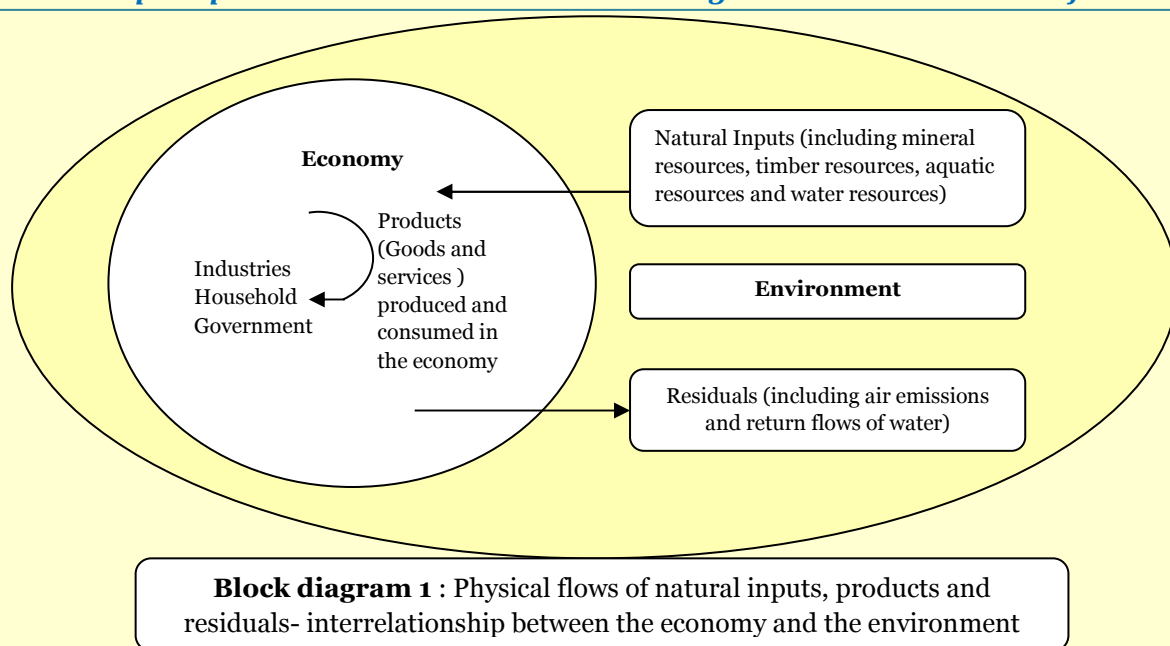 Economy
Natural Inputs (including mineral
resources, timber resources, aquatic
resources and water resources)
Products
(Goods and
services )
produced and
consumed in
the economy
Industries
Household
Government
Environment
Residuals (including air emissions
and return flows of water)
Block diagram 1 : Physical flows of natural inputs, products and
residuals- interrelationship between the economy and the environment